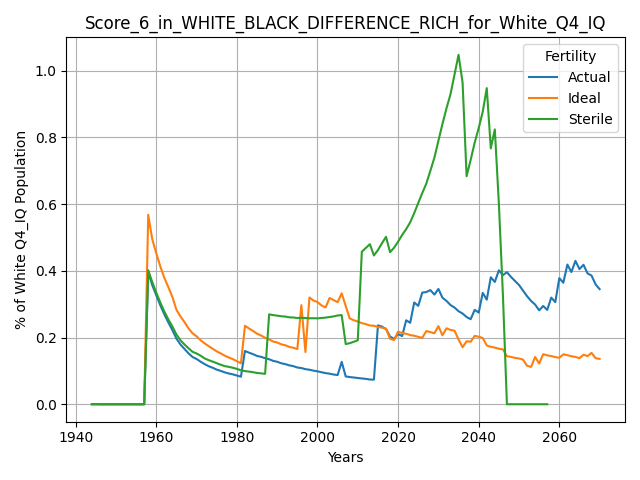 Score_6_in_WHITE_BLACK_DIFFERENCE_RICH_for_White_Q4_IQ
Fertility
Actual
Ideal
Sterile
% of White Q4_IQ Population
1.0
0.8
0.6
0.4
0.2
0.0
1940 1960 1980 2000 2020 2040 2060
Years